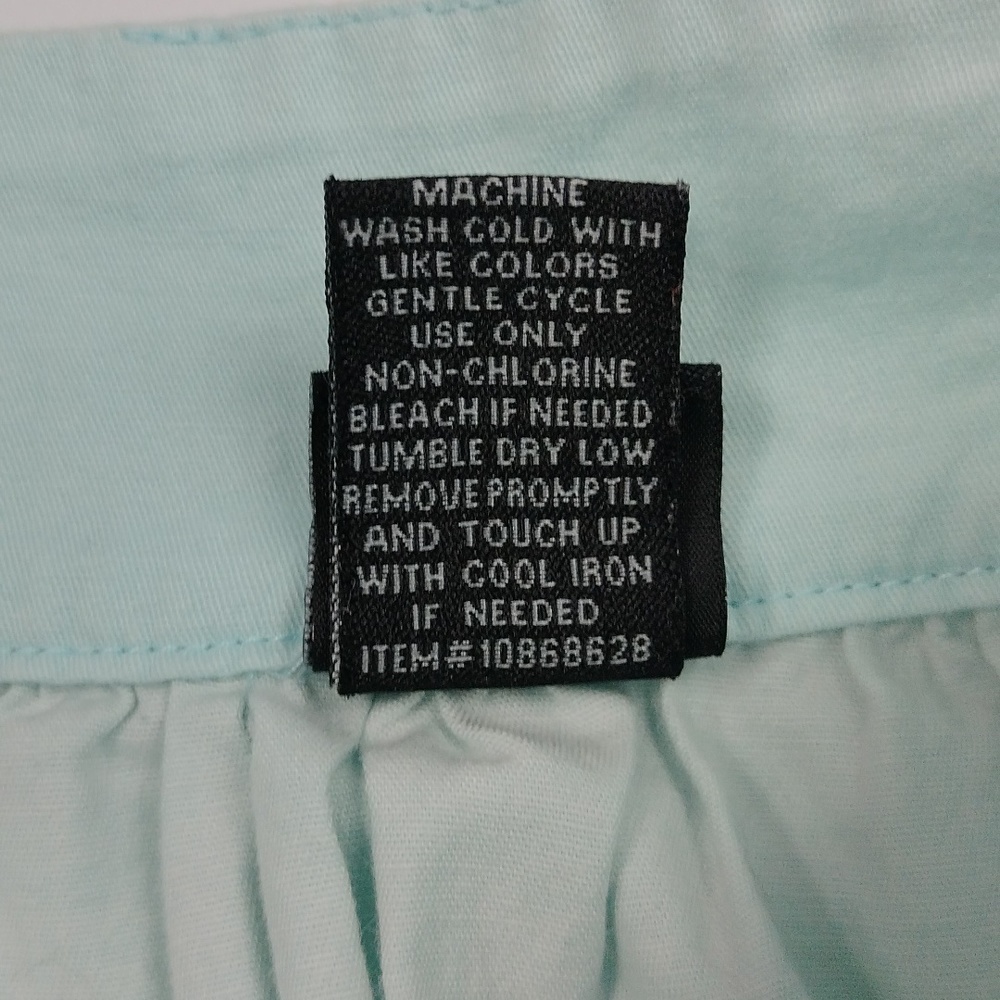 MACHINE
WASH COLD WITH
LIKE COLORS
GENTLE CYCLE
USE ONLY
NON-CHLORINE
BLEACH IF NEEDED
TUMBLE DRY LOW
REMOVE PROMPTLY
AND TOUCH UP
WITH COOL IRON
IF NEEDED
ITEM#10868628